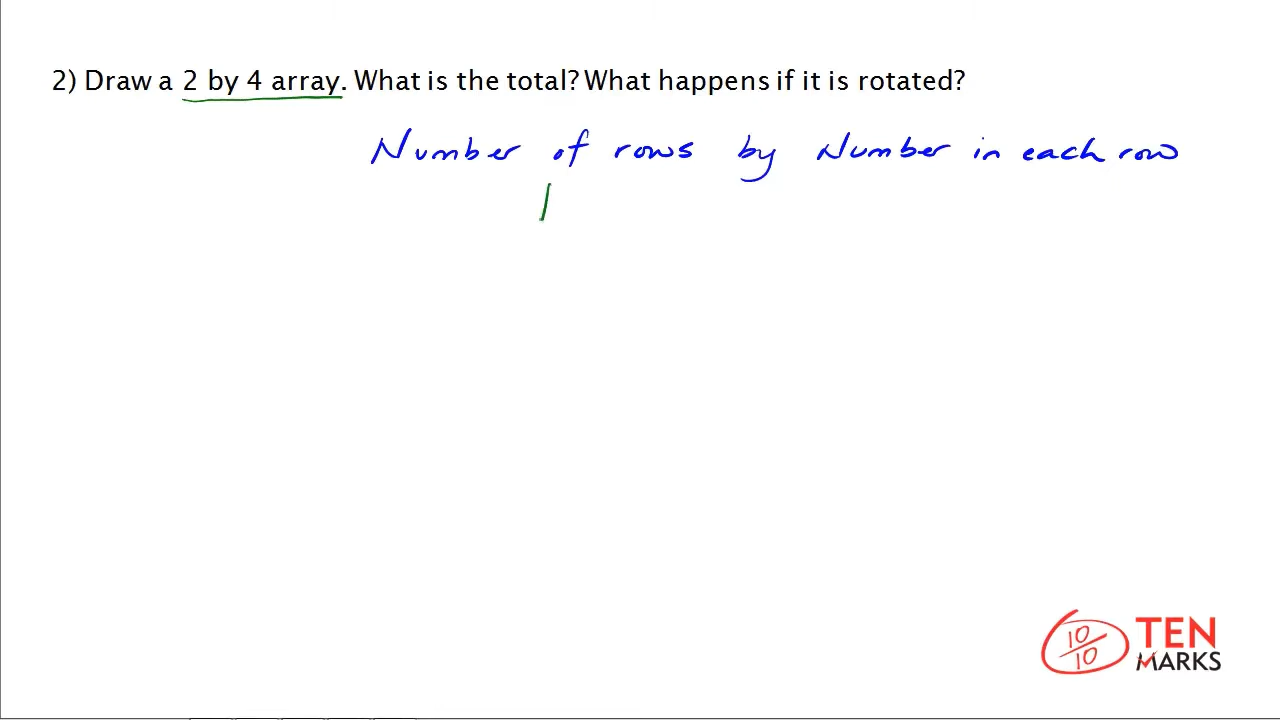 2) Draw a 2 by 4 array. What is the total? What happens if it is rotated?
Number of rows by Number in each row
10
10
TEN
MARKS